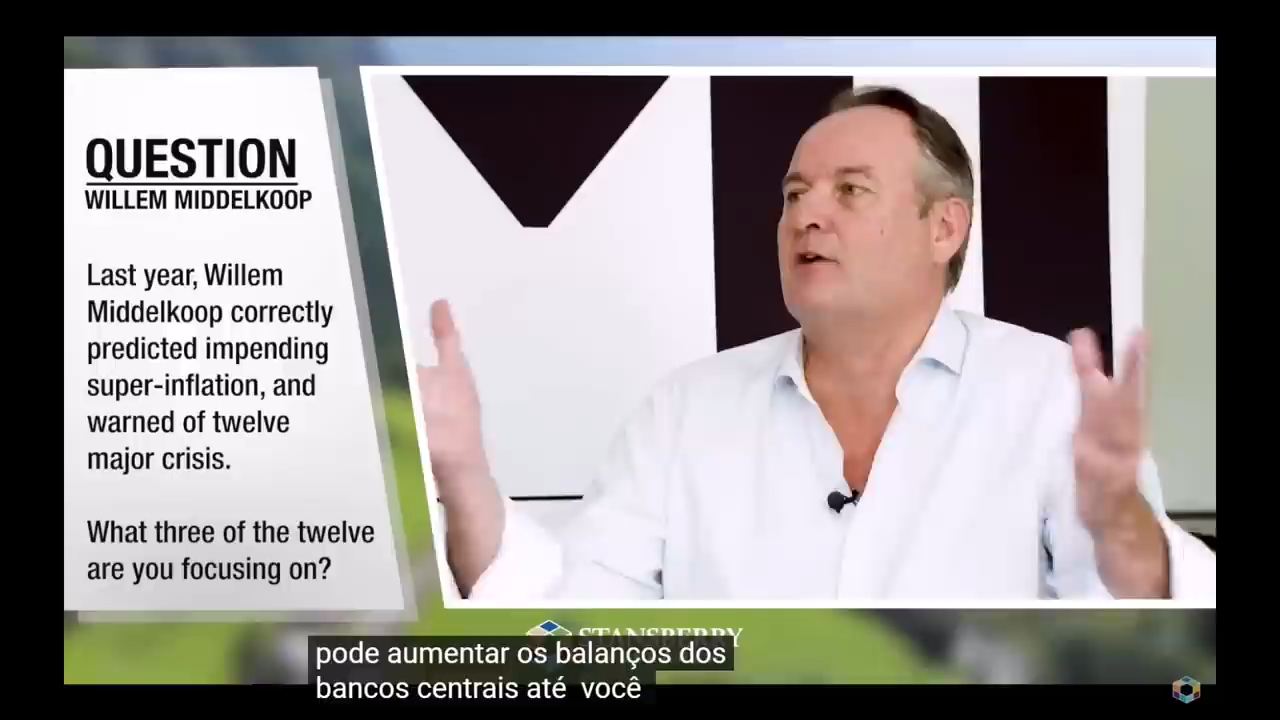 QUESTION
WILLEM MIDDELKOOP
Last year, Willem
Middelkoop correctly
predicted impending
super-inflation, and
warned of twelve
major crisis.
What three of the twelve
are you focusing on?
STANSBERRY
pode aumentar os balanços dos
bancos centrais até você